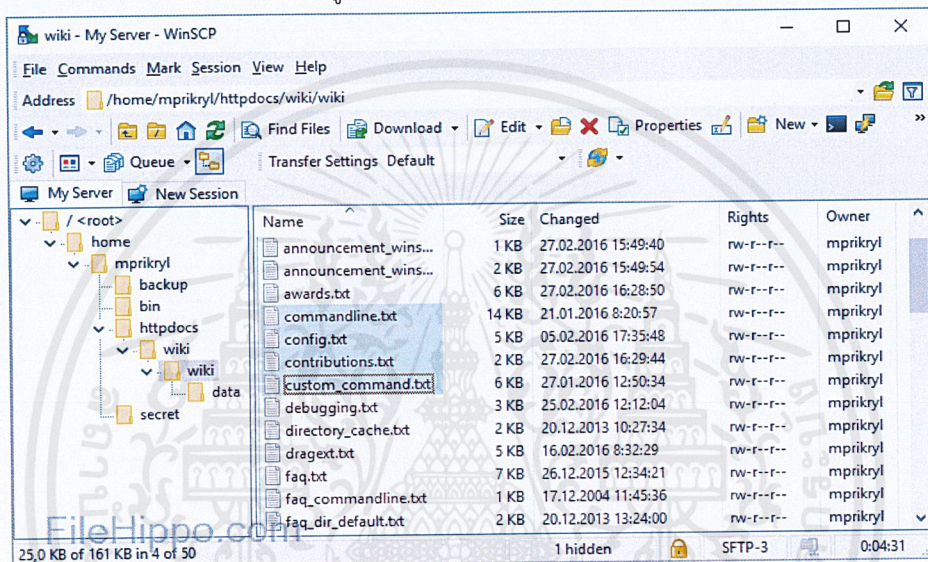 wiki - My Server - WinSCP
File Commands Mark Session View Help
Address /home/mprikryl/httpdocs/wiki/wiki
Find Files Download Edit Properties New »
Queue Transfer Settings Default
My Server New Session
/ <root>
home
mprikryl
backup
bin
httpdocs
wiki
wiki
data
secret
Name Size Changed Rights Owner
announcement_wins... 1 KB 27.02.2016 15:49:40 rw-r--r-- mprikryl
announcement_wins... 2 KB 27.02.2016 15:49:54 rw-r--r-- mprikryl
awards.txt 6 KB 27.02.2016 16:28:50 rw-r--r-- mprikryl
commandline.txt 14 KB 21.01.2016 8:20:57 rw-r--r-- mprikryl
config.txt 5 KB 05.02.2016 17:35:48 rw-r--r-- mprikryl
contributions.txt 2 KB 27.02.2016 16:29:44 rw-r--r-- mprikryl
custom_command.txt 6 KB 27.01.2016 12:50:34 rw-r--r-- mprikryl
debugging.txt 3 KB 25.02.2016 12:12:04 rw-r--r-- mprikryl
directory_cache.txt 2 KB 20.12.2013 10:27:34 rw-r--r-- mprikryl
dragext.txt 5 KB 16.02.2016 8:32:29 rw-r--r-- mprikryl
faq.txt 7 KB 26.12.2015 12:34:21 rw-r--r-- mprikryl
faq_commandline.txt 1 KB 17.12.2004 11:45:36 rw-r--r-- mprikryl
faq_dir_default.txt 2 KB 20.12.2013 13:24:00 rw-r--r-- mprikryl
FileHippo.com
25,0 KB of 161 KB in 4 of 50 1 hidden SFTP-3 0:04:31